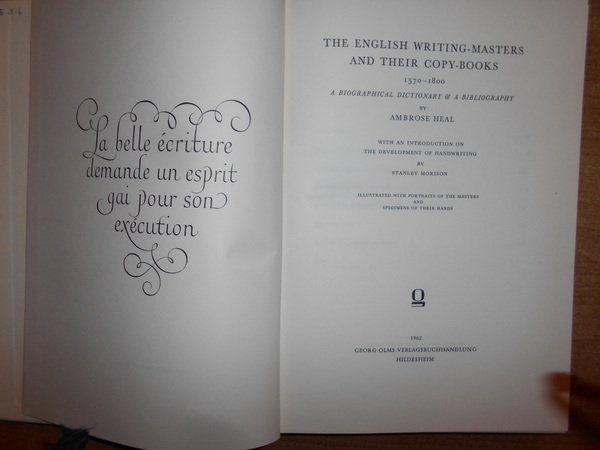 La belle écriture
demande un esprit
gai pour son
exécution
THE ENGLISH WRITING-MASTERS
AND THEIR COPY-BOOKS
1570–1800
A BIOGRAPHICAL DICTIONARY & A BIBLIOGRAPHY
BY
AMBROSE HEAL
WITH AN INTRODUCTION ON
THE DEVELOPMENT OF HANDWRITING
BY
STANLEY MORISON
ILLUSTRATED WITH PORTRAITS OF THE MASTERS
AND
SPECIMENS OF THEIR HANDS
1962
GEORG OLMS VERLAGSBUCHHANDLUNG
HILDESHEIM